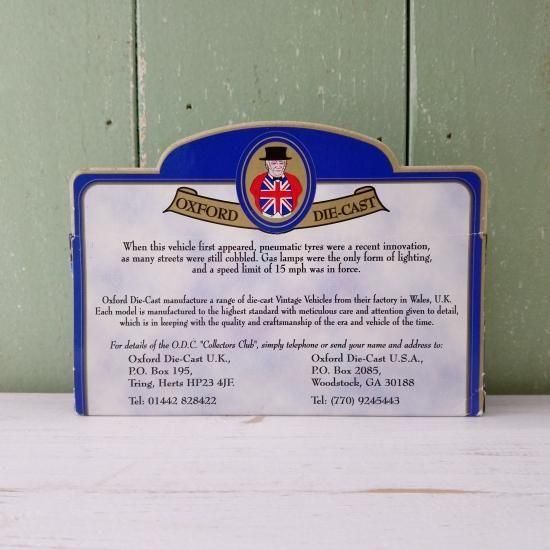 OXFORD DIE-CAST
When this vehicle first appeared, pneumatic tyres were a recent innovation,
as many streets were still cobbled. Gas lamps were the only form of lighting,
and a speed limit of 15 mph was in force.
Oxford Die-Cast manufacture a range of die-cast Vintage Vehicles from their factory in Wales, U.K.
Each model is manufactured to the highest standard with meticulous care and attention given to detail,
which is in keeping with the quality and craftsmanship of the era and vehicle of the time.
For details of the O.D.C. "Collectors Club", simply telephone or send your name and address to:
Oxford Die-Cast U.K.,
P.O. Box 195,
Tring, Herts HP23 4JF.
Tel: 01442 828422
Oxford Die-Cast U.S.A.,
P.O. Box 2085,
Woodstock, GA 30188
Tel: (770) 9245443